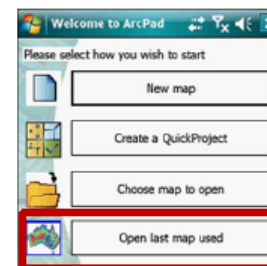 Welcome to ArcPad
Please select how you wish to start
New map
Create a QuickProject
Choose map to open
Open last map used